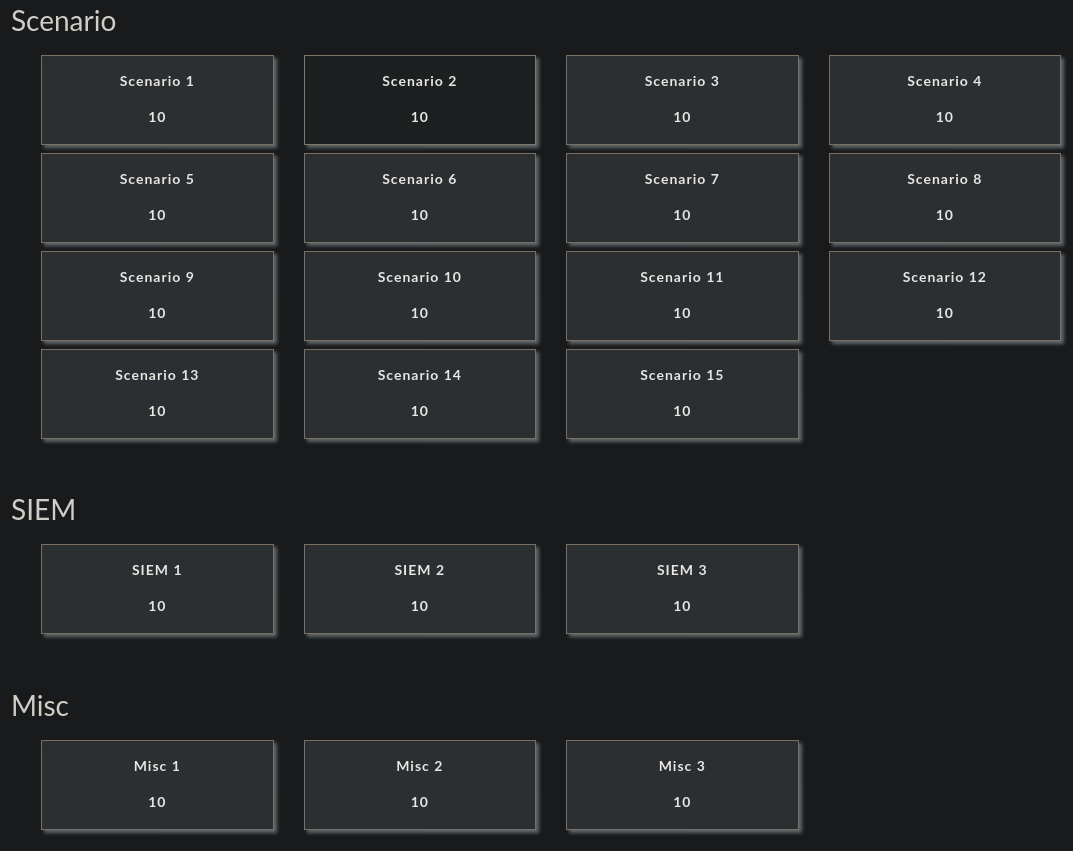 Scenario
Scenario 1
10
Scenario 2
10
Scenario 3
10
Scenario 4
10
Scenario 5
10
Scenario 6
10
Scenario 7
10
Scenario 8
10
Scenario 9
10
Scenario 10
10
Scenario 11
10
Scenario 12
10
Scenario 13
10
Scenario 14
10
Scenario 15
10
SIEM
SIEM 1
10
SIEM 2
10
SIEM 3
10
Misc
Misc 1
10
Misc 2
10
Misc 3
10